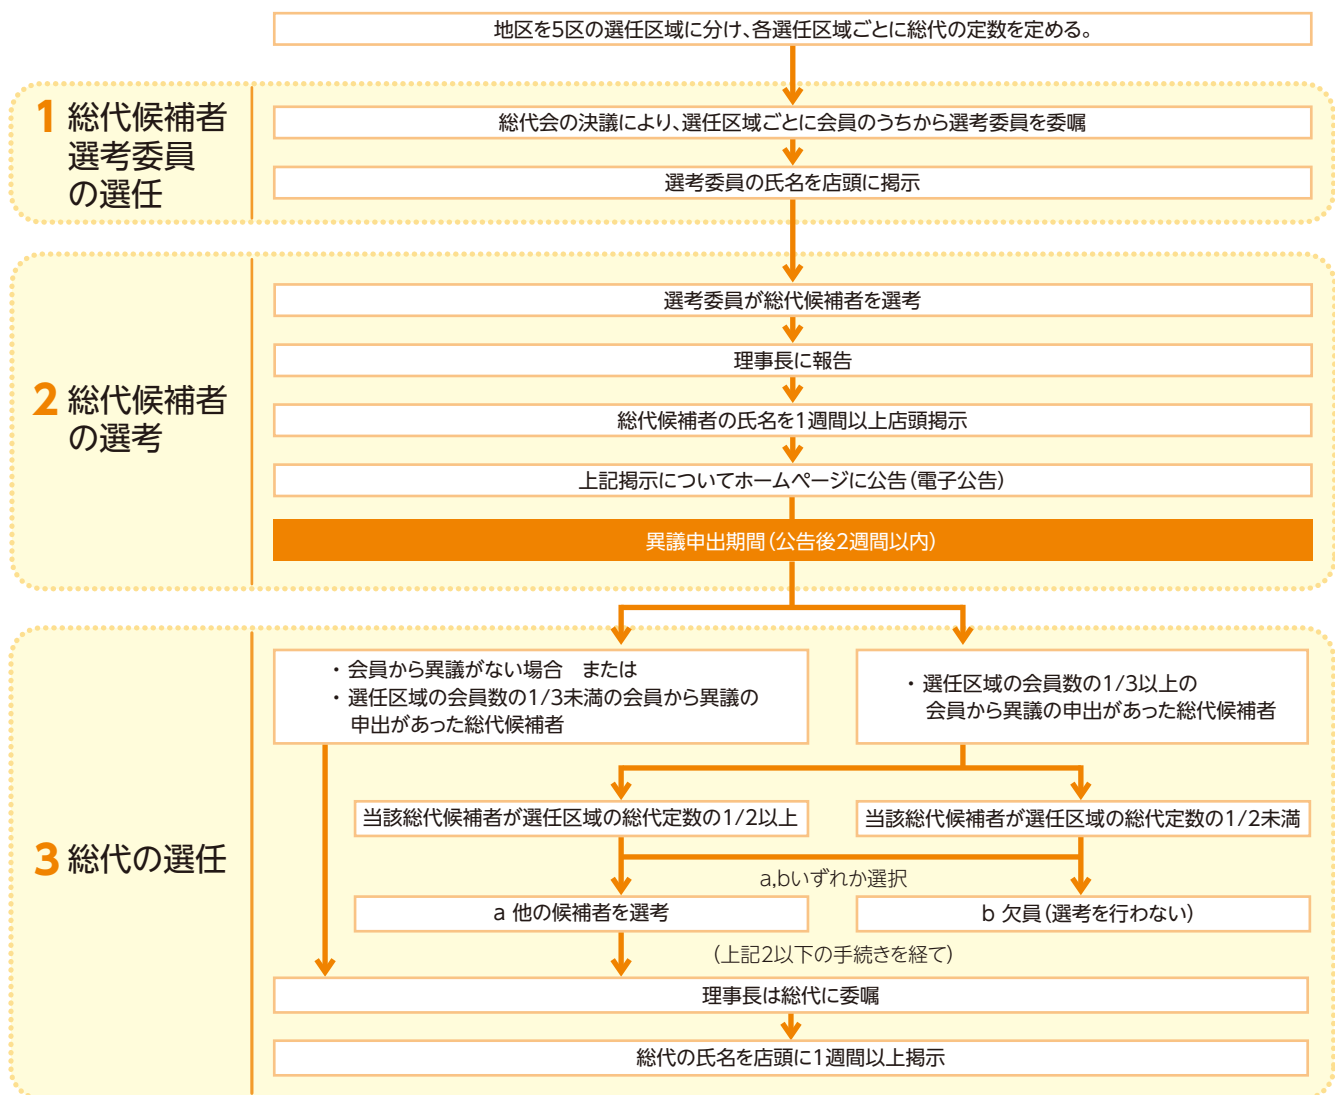 地区を5区の選任区域に分け、各選任区域ごとに総代の定数を定める。
1 総代候補者
選考委員
の選任
総代会の決議により、選任区域ごとに会員のうちから選考委員を委嘱
選考委員の氏名を店頭に掲示
2 総代候補者
の選考
選考委員が総代候補者を選考
理事長に報告
総代候補者の氏名を1週間以上店頭掲示
上記掲示についてホームページに公告(電子公告)
異議申出期間(公告後2週間以内)
3 総代の選任
・会員から異議がない場合 または
・選任区域の会員数の1/3未満の会員から異議の
申出があった総代候補者
・選任区域の会員数の1/3以上の
会員から異議の申出があった総代候補者
当該総代候補者が選任区域の総代定数の1/2以上
当該総代候補者が選任区域の総代定数の1/2未満
a,bいずれか選択
a 他の候補者を選考
b 欠員(選考を行わない)
(上記2以下の手続きを経て)
理事長は総代に委嘱
総代の氏名を店頭に1週間以上掲示